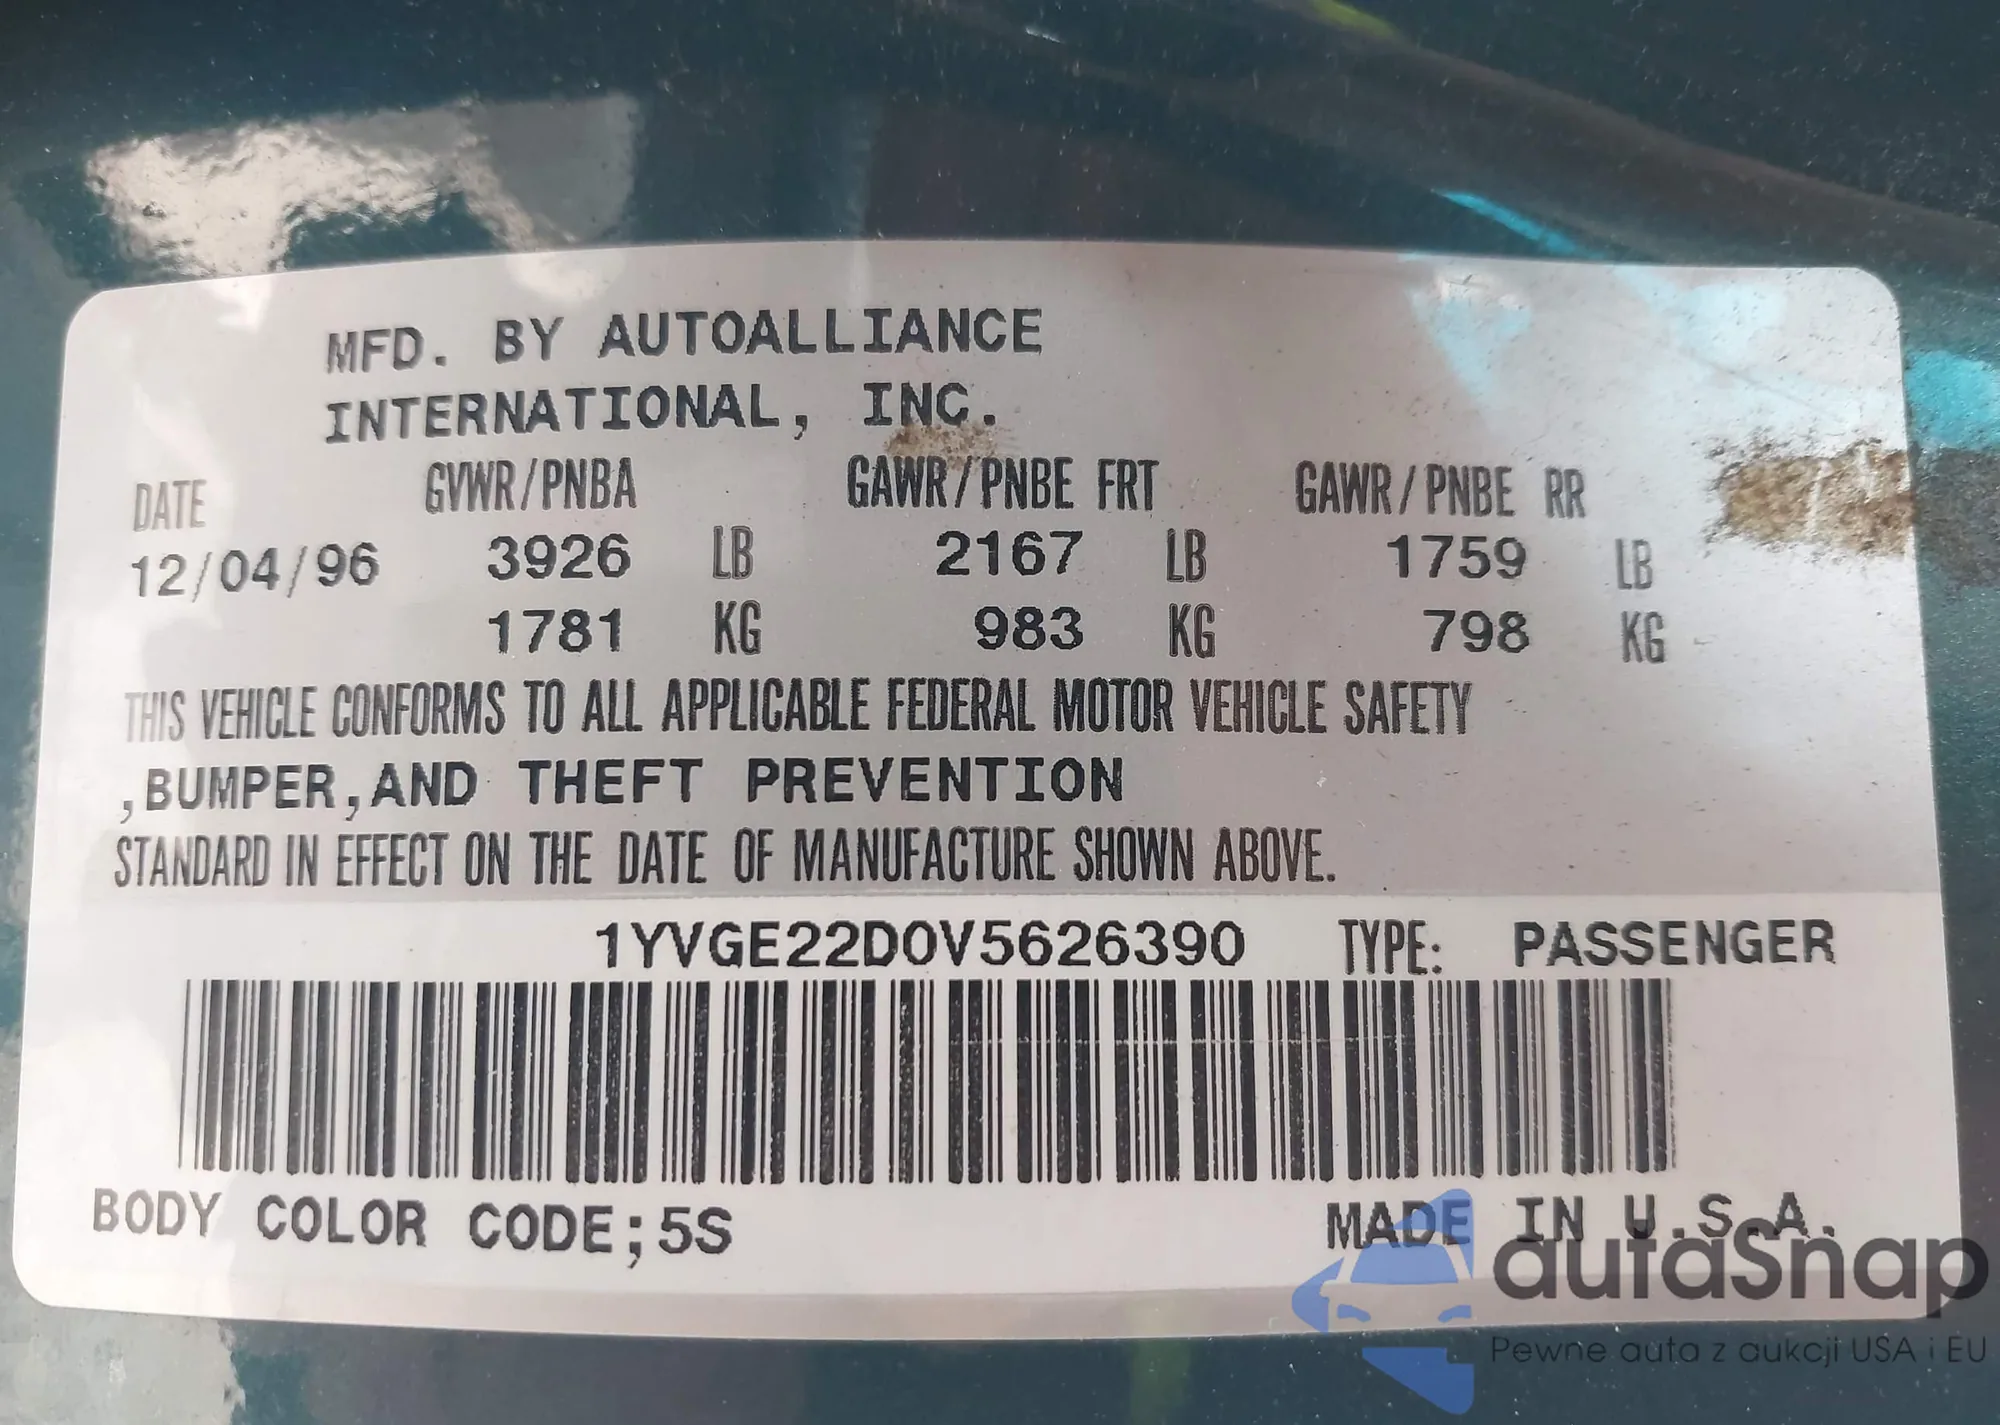 MFD. BY AUTOALLIANCE
INTERNATIONAL, INC.
DATE GVWR/PNBA GAWR/PNBE FRT GAWR/PNBE RR
12/04/96 3926 LB 2167 LB 1759 LB
1781 KG 983 KG 798 KG
THIS VEHICLE CONFORMS TO ALL APPLICABLE FEDERAL MOTOR VEHICLE SAFETY
,BUMPER,AND THEFT PREVENTION
STANDARD IN EFFECT ON THE DATE OF MANUFACTURE SHOWN ABOVE.
1YVGE22D0V5626390 TYPE: PASSENGER
BODY COLOR CODE;5S MADE IN U.S.A.
autaSnap
Pewne auta z aukcji USA i EU